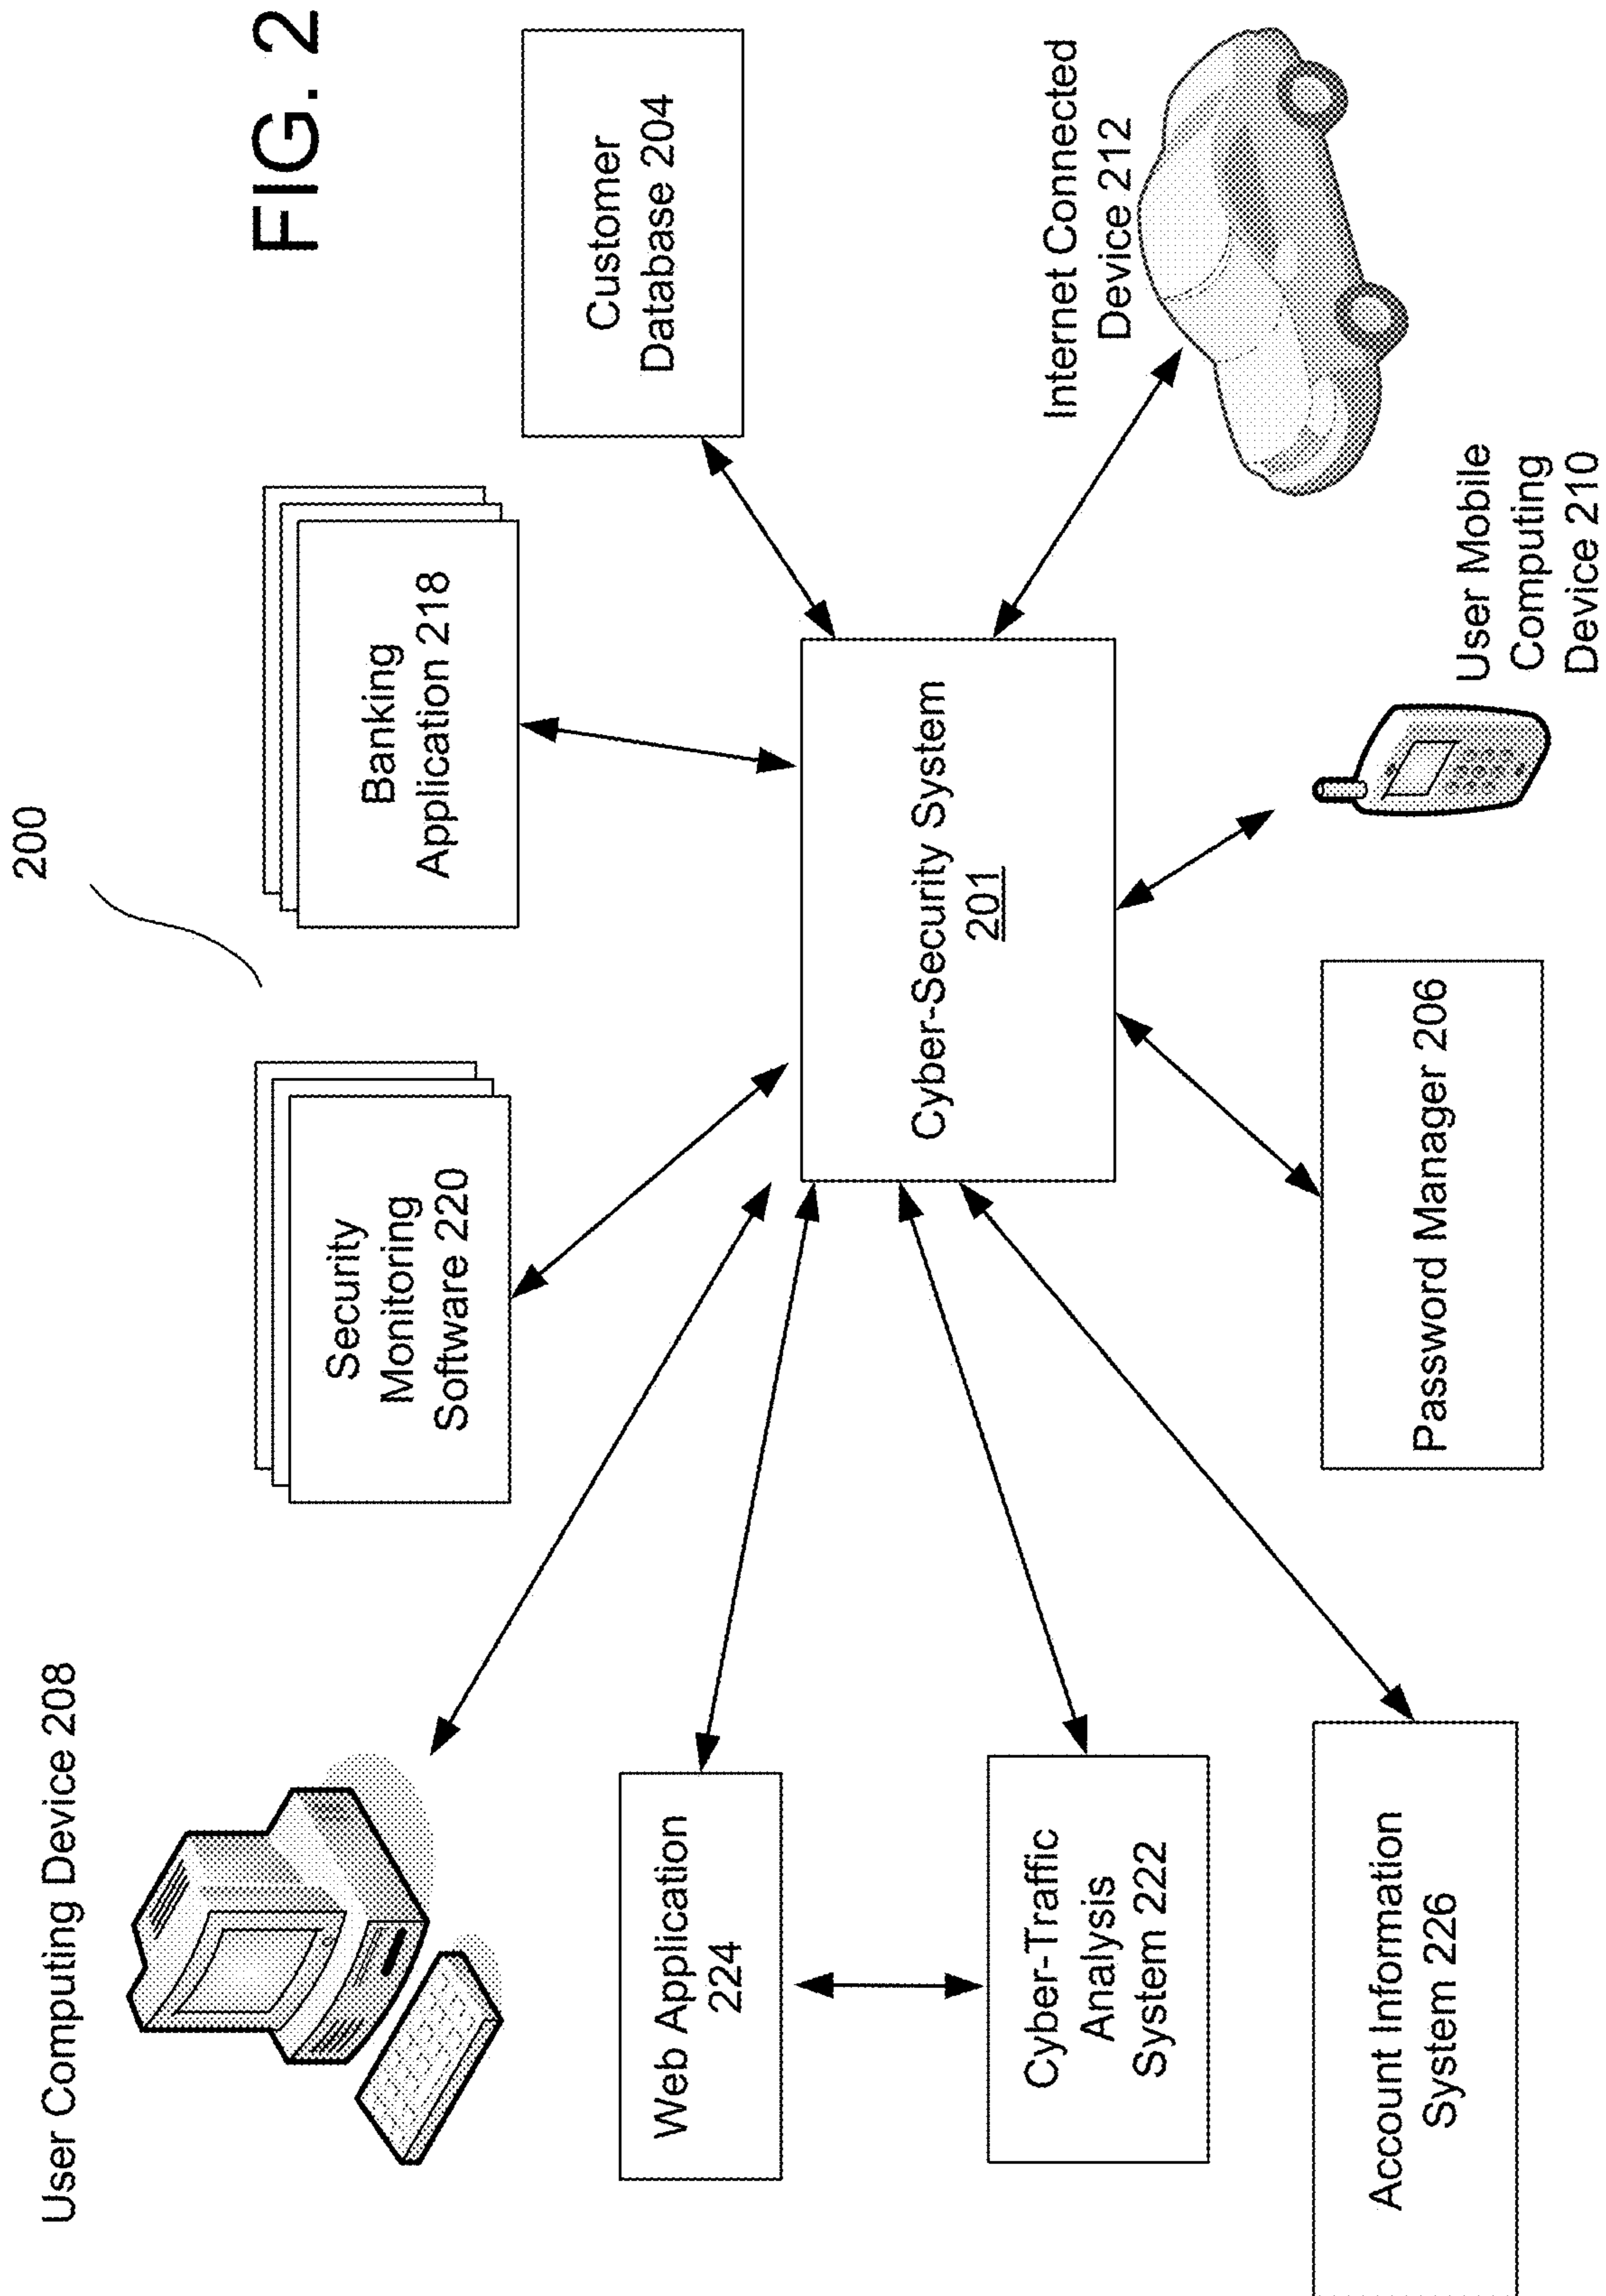 FIG. 2
200
User Computing Device 208
Security
Monitoring
Software 220
Banking
Application 218
Customer
Database 204
Web Application
224
Cyber-Security System
201
Internet Connected
Device 212
Cyber-Traffic
Analysis
System 222
Account Information
System 226
Password Manager 206
User Mobile
Computing
Device 210